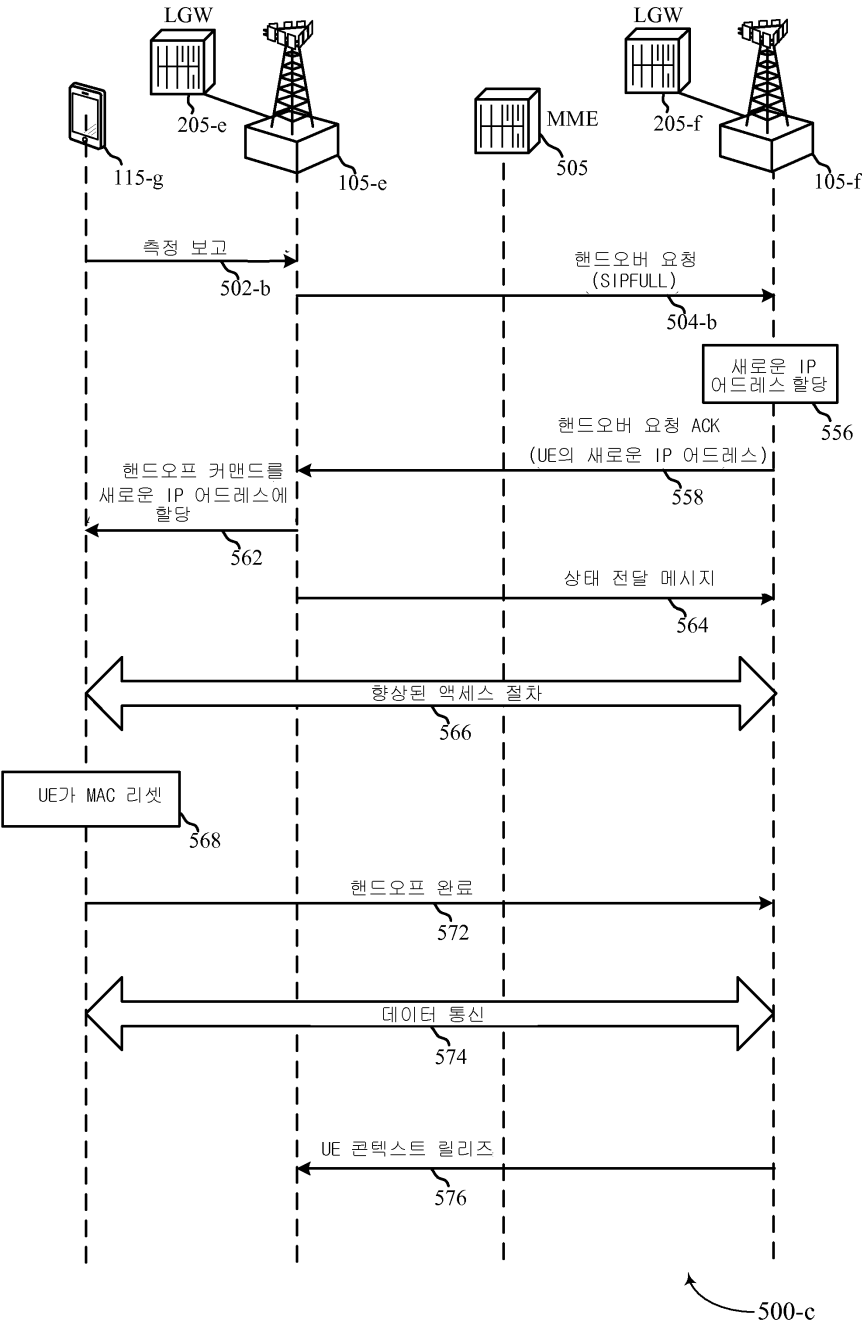 LGW
LGW
205-e
205-f
MME
505
115-g
105-e
105-f
측정 보고
502-b
핸드오버 요청
(SIPFULL)
504-b
새로운 IP
어드레스 할당
556
핸드오버 요청 ACK
(UE의 새로운 IP 어드레스)
558
핸드오프 커맨드를
새로운 IP 어드레스에
할당
562
상태 전달 메시지
564
향상된 액세스 절차
566
UE가 MAC 리셋
568
핸드오프 완료
572
데이터 통신
574
UE 콘텍스트 릴리즈
576
500-c